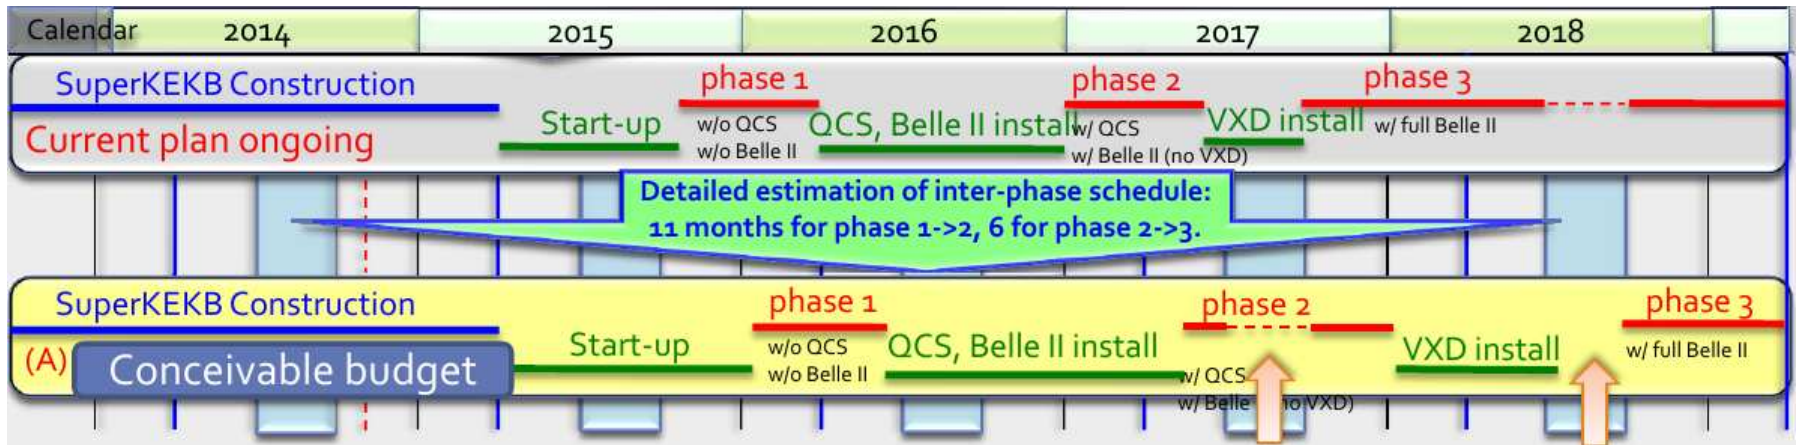 Calendar 2014 2015 2016 2017 2018
SuperKEKB Construction phase 1 phase 2 phase 3
Current plan ongoing Start-up w/o QCS QCS, Belle II install w/ QCS VXD install w/ full Belle II
w/o Belle II w/ Belle II (no VXD)
Detailed estimation of inter-phase schedule:
11 months for phase 1->2, 6 for phase 2->3.
SuperKEKB Construction phase 1 phase 2 phase 3
(A) Conceivable budget Start-up w/o QCS QCS, Belle II install VXD install w/ full Belle II
w/o Belle II w/ QCS
w/ Belle no VXD)